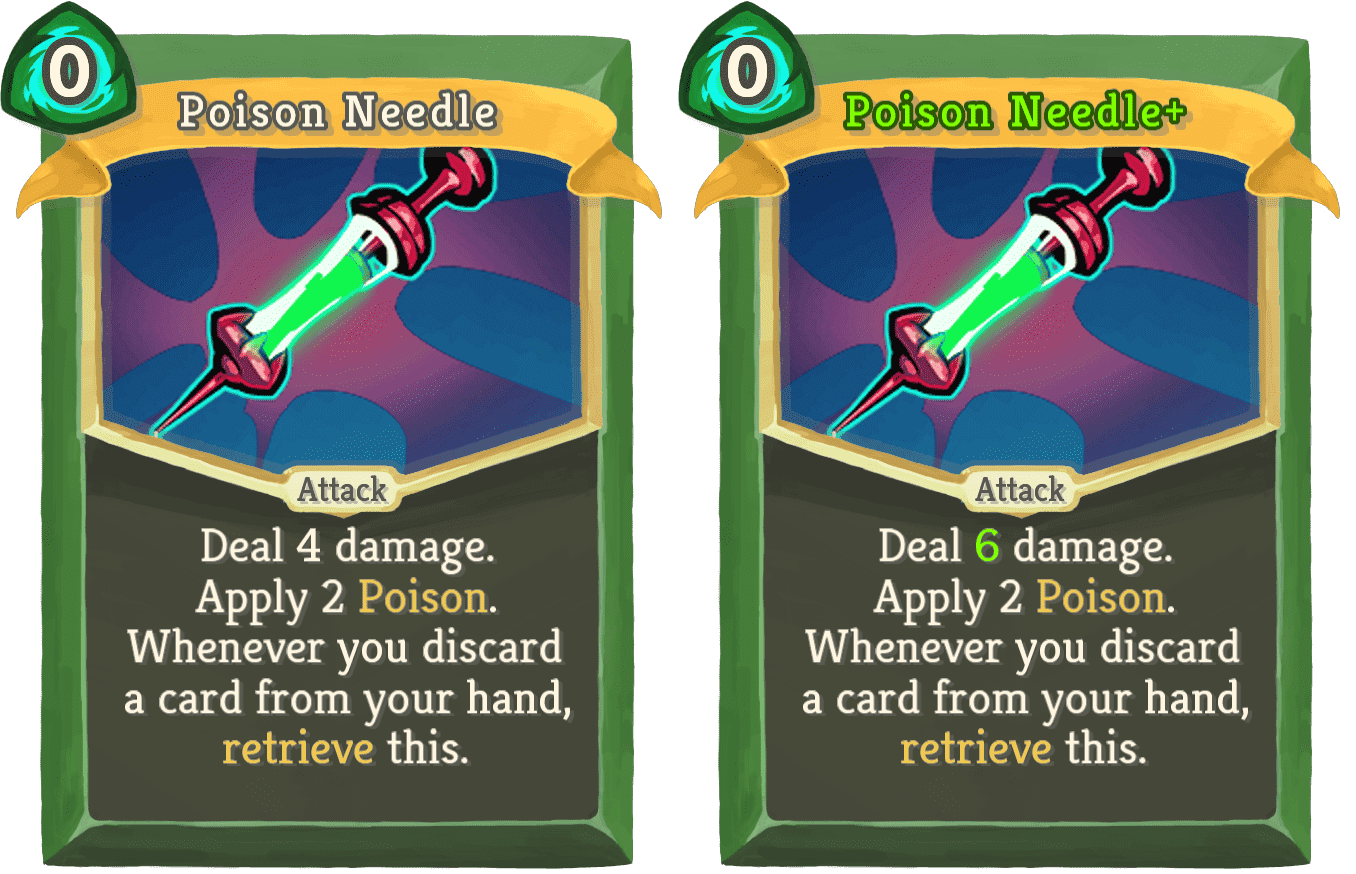 0
Poison Needle
Attack
Deal 4 damage.
Apply 2 Poison.
Whenever you discard
a card from your hand,
retrieve this.
0
Poison Needle+
Attack
Deal 6 damage.
Apply 2 Poison.
Whenever you discard
a card from your hand,
retrieve this.